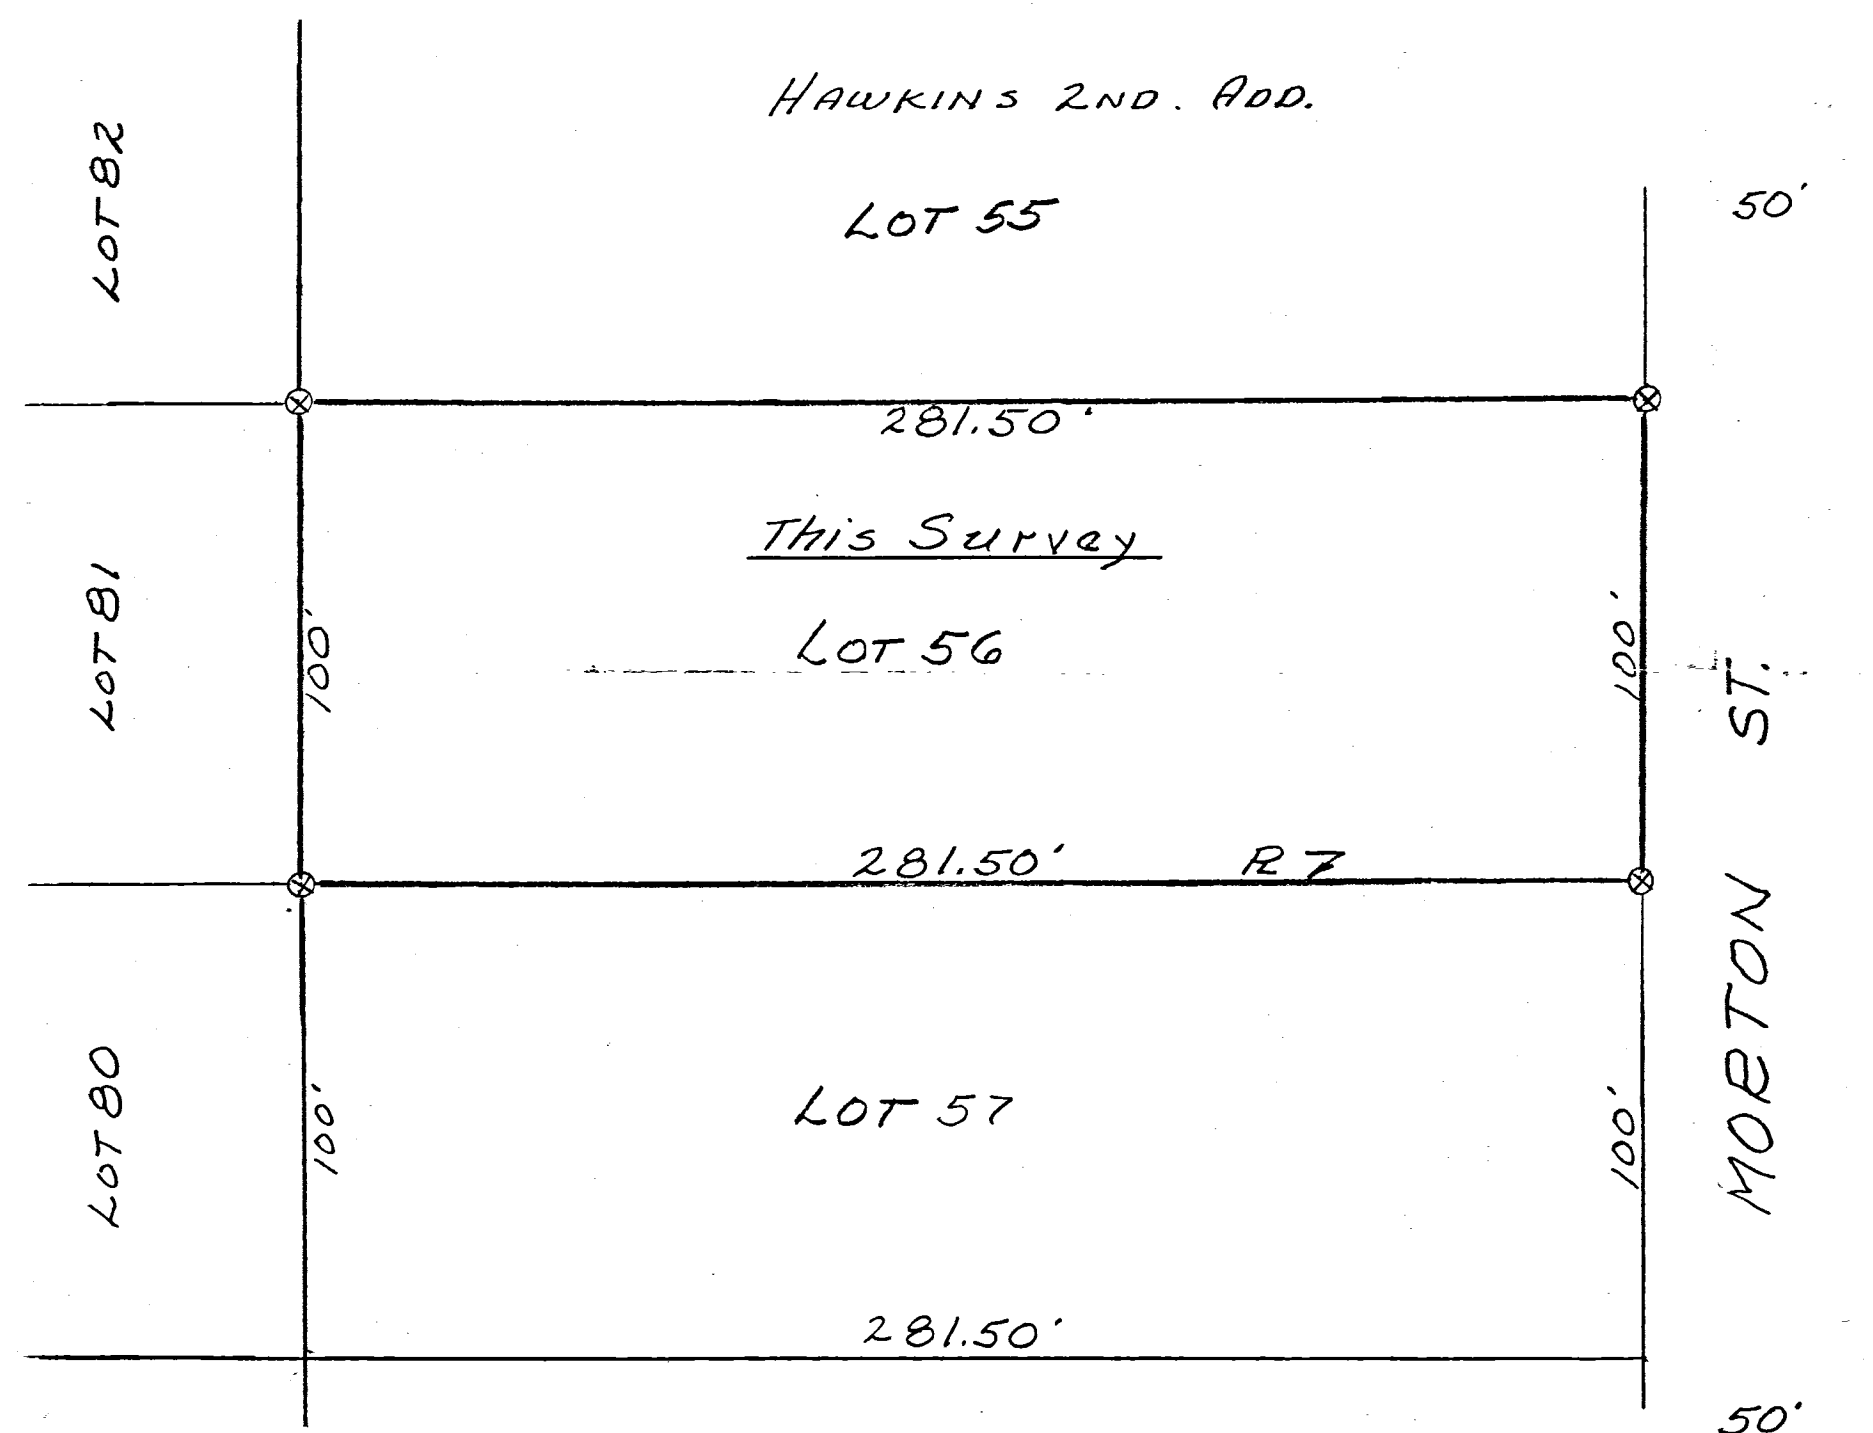 HAWKINS 2ND. ADD.
LOT 82
LOT 55
50'
281.50'
This Survey
LOT 81
100'
LOT 56
100'
MORTON ST.
281.50' R7
LOT 80
100'
LOT 57
100'
281.50'
50'